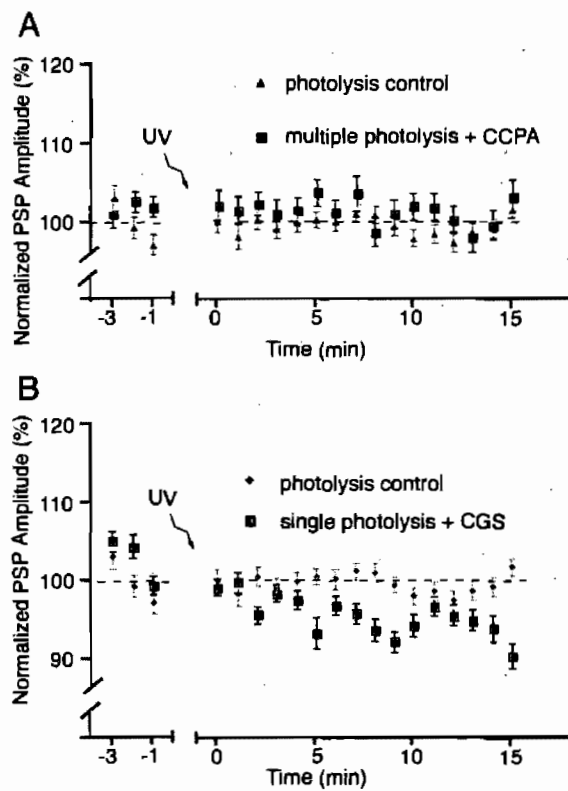 A
120
photolysis control
UV
multiple photolysis + CCPA
110
100
Normalized PSP Amplitude (%)
-3
-1
0
5
10
15
Time (min)
B
120
photolysis control
UV
single photolysis + CGS
110
100
90
Normalized PSP Amplitude (%)
-3
-1
0
5
10
15
Time (min)